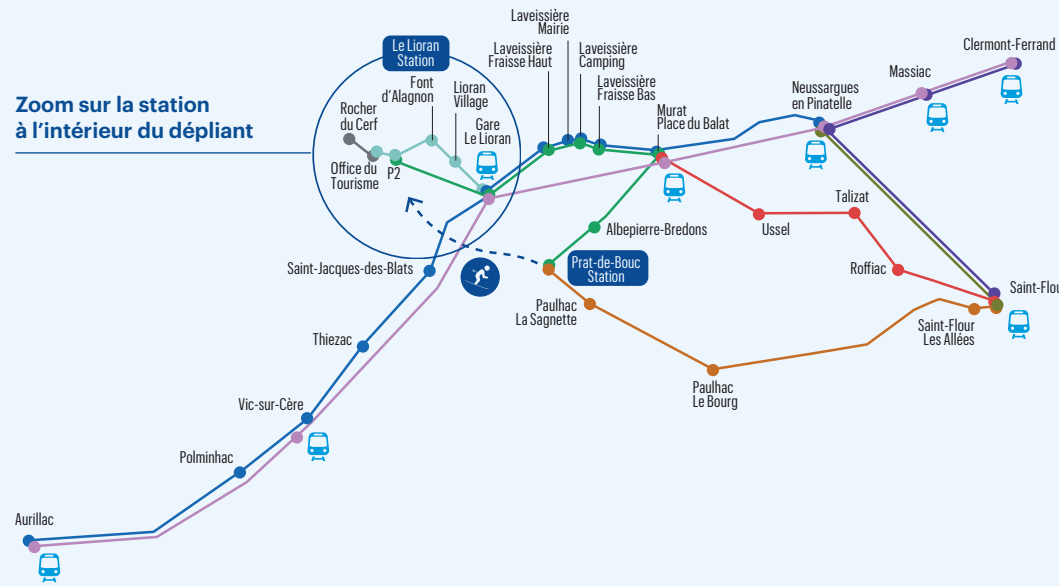 Zoom sur la station
à l'intérieur du dépliant
Le Lioran
Station
Rocher
du Cerf
Office du
Tourisme
P2
Font
d'Alagnon
Lioran
Village
Gare
Le Lioran
Laveissière
Fraisse Haut
Laveissière
Mairie
Laveissière
Camping
Laveissière
Fraisse Bas
Murat
Place du Balat
Neussargues
en Pinatelle
Massiac
Clermont-Ferrand
Albepierre-Bredons
Prat-de-Bouc
Station
Ussel
Talizat
Roffiac
Saint-Flou
Saint-Flour
Les Allées
Paulhac
La Sagnette
Paulhac
Le Bourg
Saint-Jacques-des-Blats
Thiezac
Vic-sur-Cère
Polminhac
Aurillac